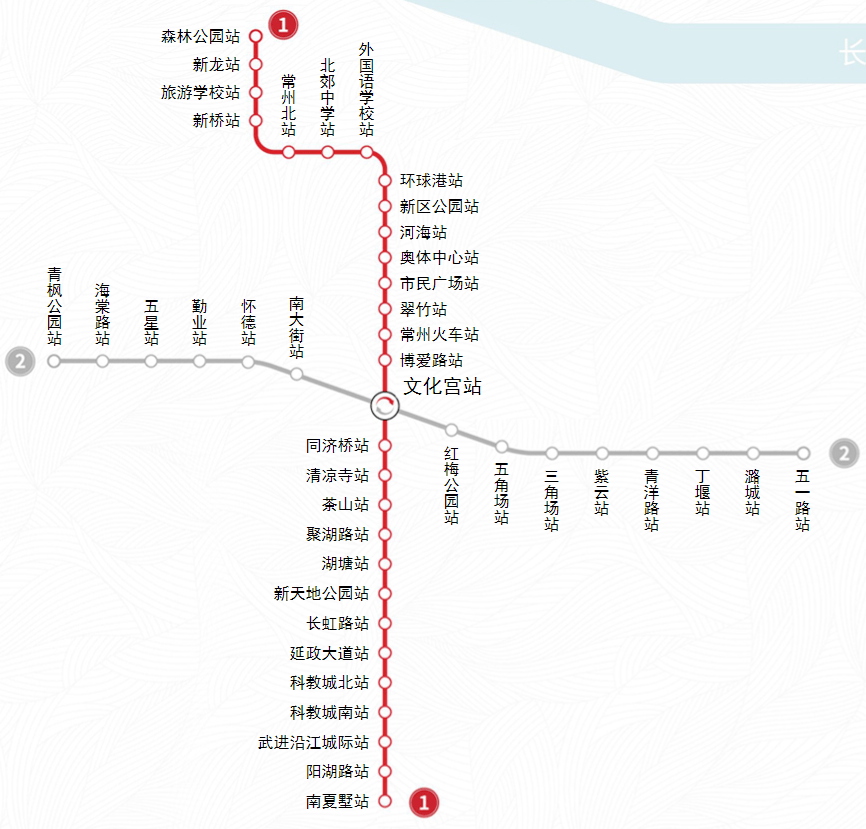 1
森林公园站
新龙站
旅游学校站
新桥站
常州北站
北郊中学站
外国语学校站
环球港站
新区公园站
河海站
奥体中心站
市民广场站
翠竹站
常州火车站
博爱路站
文化宫站
2
青枫公园站
海棠路站
五星站
勤业站
怀德站
南大街站
红梅公园站
五角场站
三角场站
紫云站
青洋路站
丁堰站
潞城站
五一路站
2
同济桥站
清凉寺站
茶山站
聚湖路站
湖塘站
新天地公园站
长虹路站
延政大道站
科教城北站
科教城南站
武进沿江城际站
阳湖路站
南夏墅站
1
长